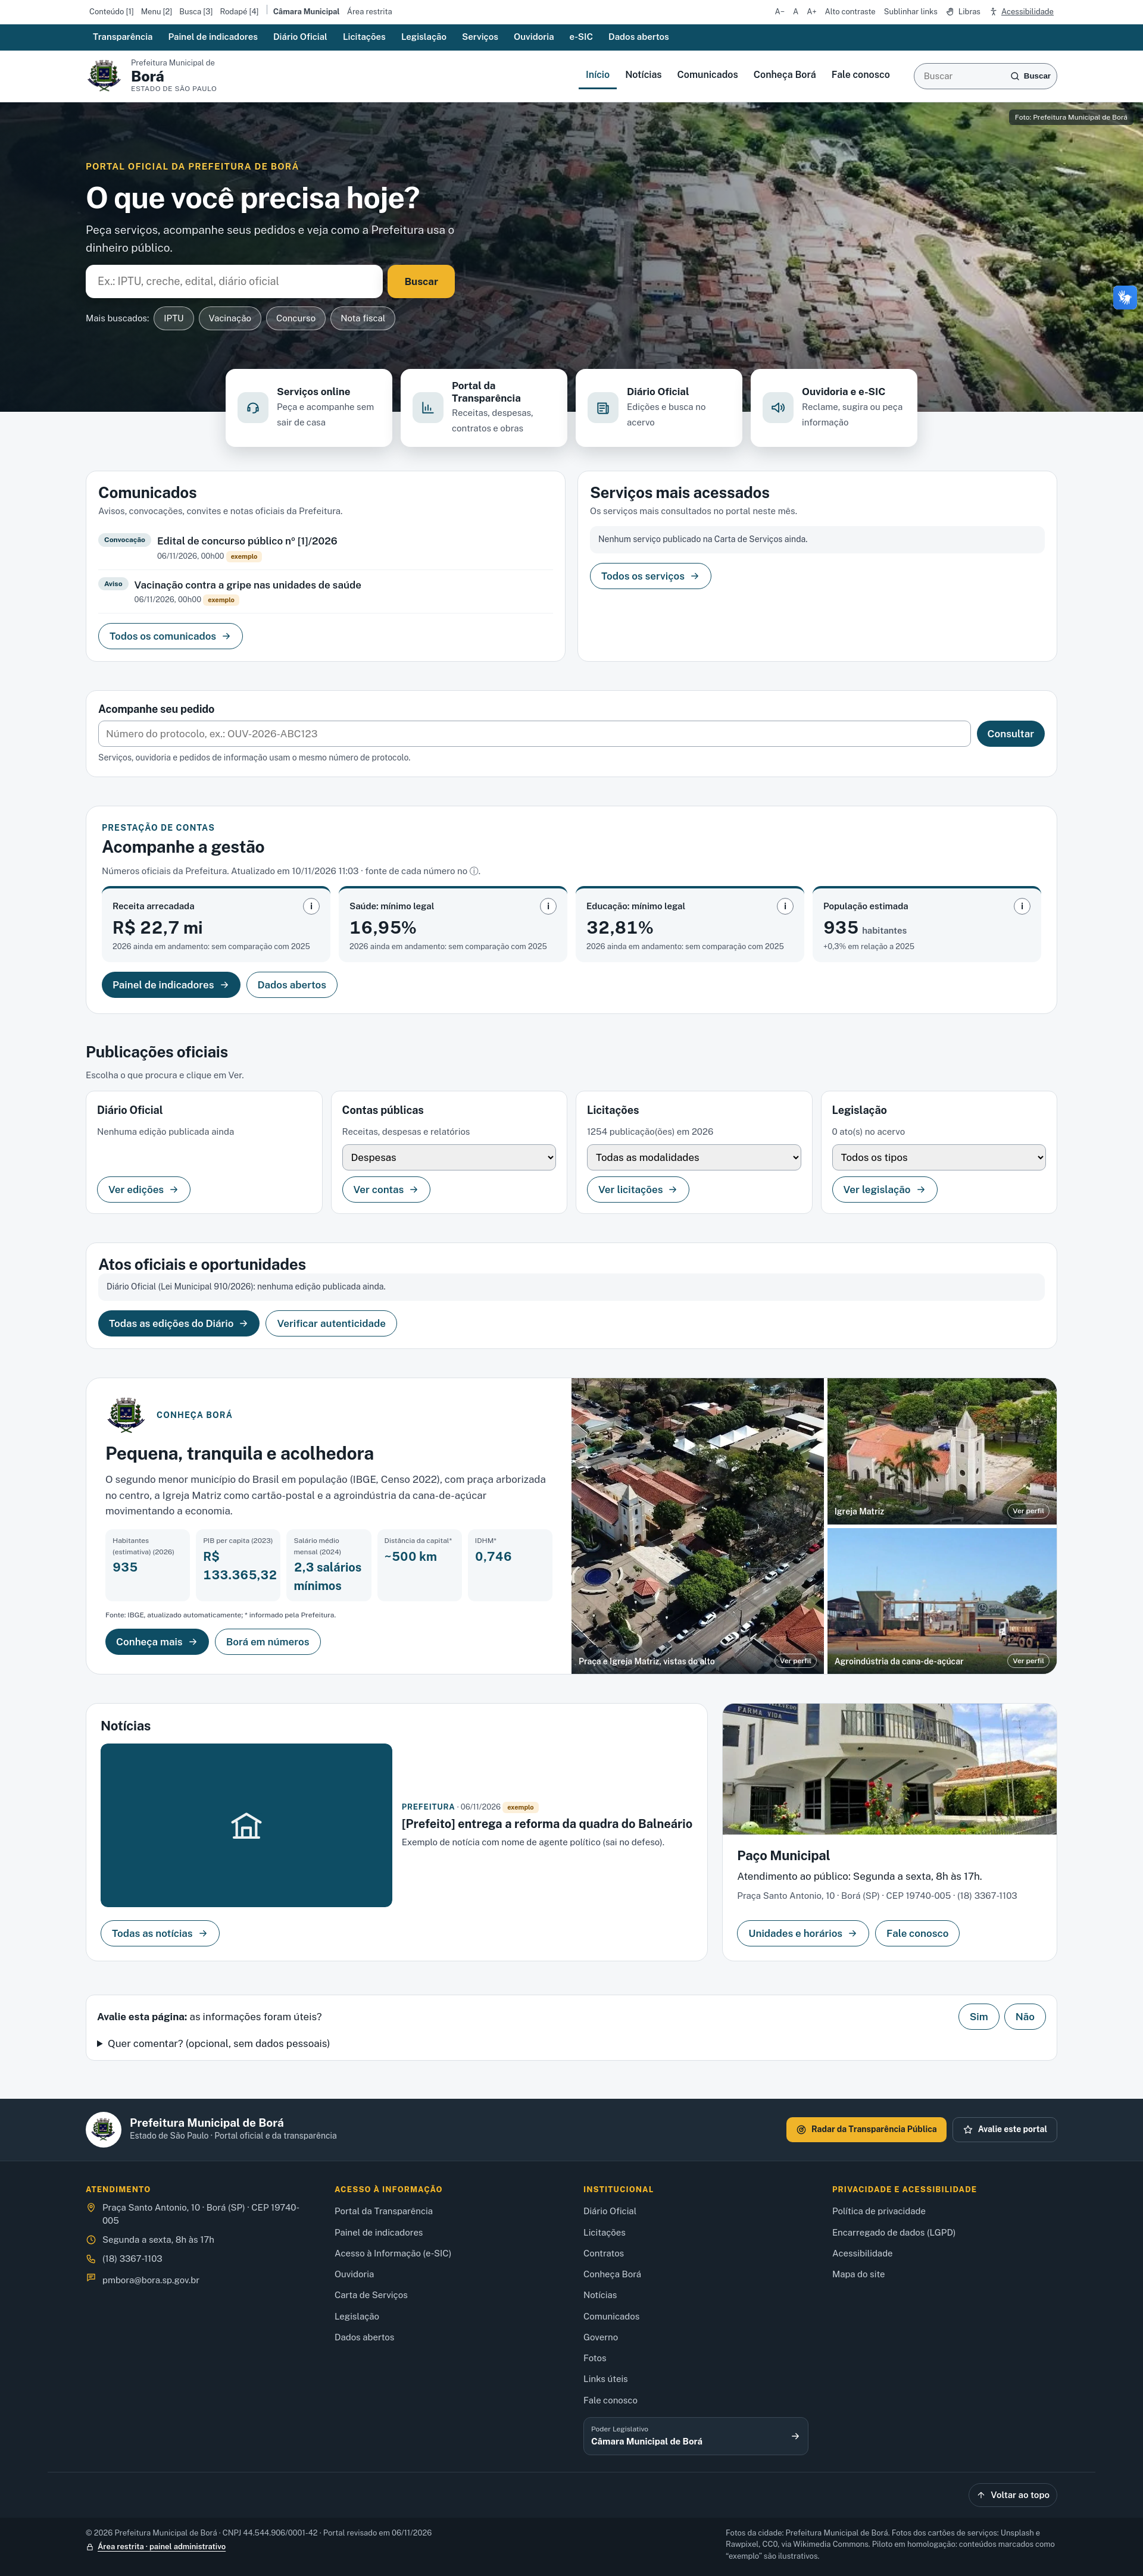 Conteúdo [1] Menu [2] Busca [3] Rodapé [4] Câmara Municipal Área restrita A− A A+ Alto contraste Sublinhar links Libras Acessibilidade
Transparência Painel de indicadores Diário Oficial Licitações Legislação Serviços Ouvidoria e-SIC Dados abertos
Prefeitura Municipal de
Borá
ESTADO DE SÃO PAULO
Início Notícias Comunicados Conheça Borá Fale conosco Buscar Buscar
Foto: Prefeitura Municipal de Borá
PORTAL OFICIAL DA PREFEITURA DE BORÁ
O que você precisa hoje?
Peça serviços, acompanhe seus pedidos e veja como a Prefeitura usa o
dinheiro público.
Ex.: IPTU, creche, edital, diário oficial Buscar
Mais buscados: IPTU Vacinação Concurso Nota fiscal
Serviços online
Peça e acompanhe sem
sair de casa
Portal da
Transparência
Receitas, despesas,
contratos e obras
Diário Oficial
Edições e busca no
acervo
Ouvidoria e e-SIC
Reclame, sugira ou peça
informação
Comunicados
Avisos, convocações, convites e notas oficiais da Prefeitura.
Convocação Edital de concurso público nº [1]/2026
06/11/2026, 00h00 exemplo
Aviso Vacinação contra a gripe nas unidades de saúde
06/11/2026, 00h00 exemplo
Todos os comunicados →
Serviços mais acessados
Os serviços mais consultados no portal neste mês.
Nenhum serviço publicado na Carta de Serviços ainda.
Todos os serviços →
Acompanhe seu pedido
Número do protocolo, ex.: OUV-2026-ABC123 Consultar
Serviços, ouvidoria e pedidos de informação usam o mesmo número de protocolo.
PRESTAÇÃO DE CONTAS
Acompanhe a gestão
Números oficiais da Prefeitura. Atualizado em 10/11/2026 11:03 · fonte de cada número no ⓘ.
Receita arrecadada i
R$ 22,7 mi
2026 ainda em andamento: sem comparação com 2025
Saúde: mínimo legal i
16,95%
2026 ainda em andamento: sem comparação com 2025
Educação: mínimo legal i
32,81%
2026 ainda em andamento: sem comparação com 2025
População estimada i
935 habitantes
+0,3% em relação a 2025
Painel de indicadores → Dados abertos
Publicações oficiais
Escolha o que procura e clique em Ver.
Diário Oficial
Nenhuma edição publicada ainda
Ver edições →
Contas públicas
Receitas, despesas e relatórios
Despesas
Ver contas →
Licitações
1254 publicação(ões) em 2026
Todas as modalidades
Ver licitações →
Legislação
0 ato(s) no acervo
Todos os tipos
Ver legislação →
Atos oficiais e oportunidades
Diário Oficial (Lei Municipal 910/2026): nenhuma edição publicada ainda.
Todas as edições do Diário → Verificar autenticidade
CONHEÇA BORÁ
Pequena, tranquila e acolhedora
O segundo menor município do Brasil em população (IBGE, Censo 2022), com praça arborizada
no centro, a Igreja Matriz como cartão-postal e a agroindústria da cana-de-açúcar
movimentando a economia.
Habitantes
(estimativa) (2026)
935
PIB per capita (2023)
R$
133.365,32
Salário médio
mensal (2024)
2,3 salários
mínimos
Distância da capital*
~500 km
IDHM*
0,746
Fonte: IBGE, atualizado automaticamente; * informado pela Prefeitura.
Conheça mais → Borá em números
Praça e Igreja Matriz, vistas do alto Ver perfil
Igreja Matriz Ver perfil
Agroindústria da cana-de-açúcar Ver perfil
Notícias
PREFEITURA · 06/11/2026 exemplo
[Prefeito] entrega a reforma da quadra do Balneário
Exemplo de notícia com nome de agente político (sai no defeso).
Todas as notícias →
FARMA VIDA
Paço Municipal
Atendimento ao público: Segunda a sexta, 8h às 17h.
Praça Santo Antonio, 10 · Borá (SP) · CEP 19740-005 · (18) 3367-1103
Unidades e horários → Fale conosco
Avalie esta página: as informações foram úteis? Sim Não
Quer comentar? (opcional, sem dados pessoais)
Prefeitura Municipal de Borá
Estado de São Paulo · Portal oficial e da transparência
Radar da Transparência Pública Avalie este portal
ATENDIMENTO
Praça Santo Antonio, 10 · Borá (SP) · CEP 19740-
005
Segunda a sexta, 8h às 17h
(18) 3367-1103
pmbora@bora.sp.gov.br
ACESSO À INFORMAÇÃO
Portal da Transparência
Painel de indicadores
Acesso à Informação (e-SIC)
Ouvidoria
Carta de Serviços
Legislação
Dados abertos
INSTITUCIONAL
Diário Oficial
Licitações
Contratos
Conheça Borá
Notícias
Comunicados
Governo
Fotos
Links úteis
Fale conosco
Poder Legislativo
Câmara Municipal de Borá →
PRIVACIDADE E ACESSIBILIDADE
Política de privacidade
Encarregado de dados (LGPD)
Acessibilidade
Mapa do site
↑ Voltar ao topo
© 2026 Prefeitura Municipal de Borá · CNPJ 44.544.906/0001-42 · Portal revisado em 06/11/2026
Área restrita · painel administrativo
Fotos da cidade: Prefeitura Municipal de Borá. Fotos dos cartões de serviços: Unsplash e
Rawpixel, CC0, via Wikimedia Commons. Piloto em homologação: conteúdos marcados como
"exemplo" são ilustrativos.